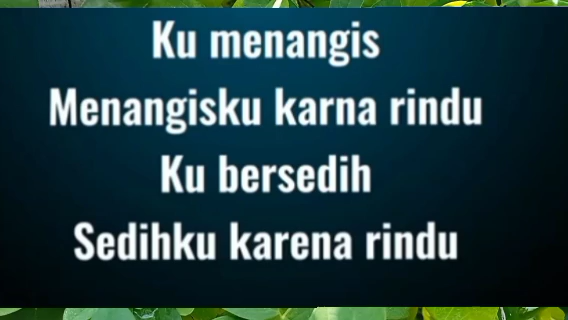 Ku menangis
Menangisku karna rindu
Ku bersedih
Sedihku karena rindu